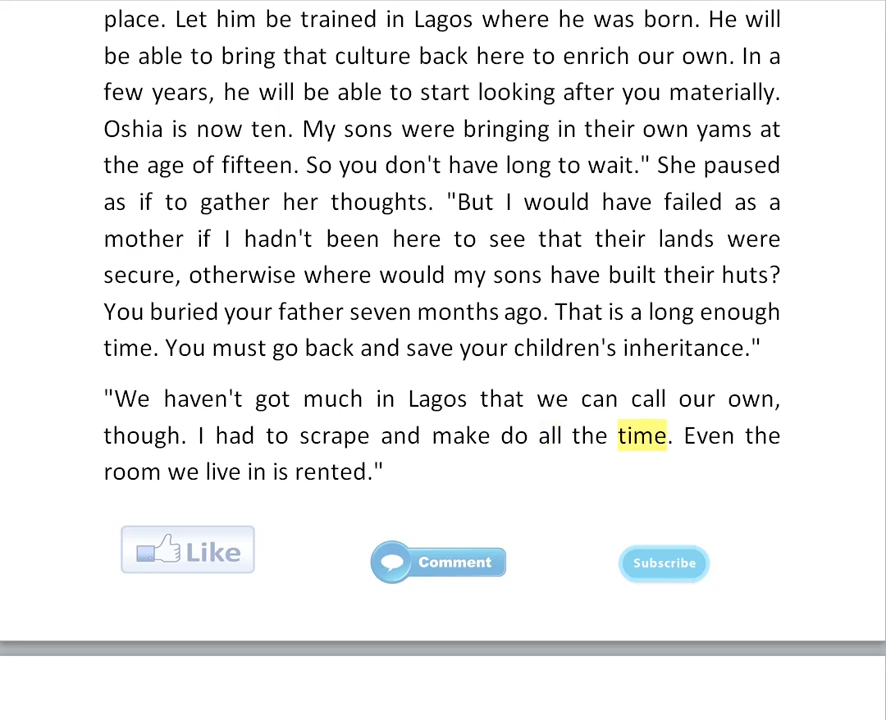 place. Let him be trained in Lagos where he was born. He will
be able to bring that culture back here to enrich our own. In a
few years, he will be able to start looking after you materially.
Oshia is now ten. My sons were bringing in their own yams at
the age of fifteen. So you don't have long to wait." She paused
as if to gather her thoughts. "But I would have failed as a
mother if I hadn't been here to see that their lands were
secure, otherwise where would my sons have built their huts?
You buried your father seven months ago. That is a long enough
time. You must go back and save your children's inheritance."
"We haven't got much in Lagos that we can call our own,
though. I had to scrape and make do all the time. Even the
room we live in is rented."
Like
Comment
Subscribe